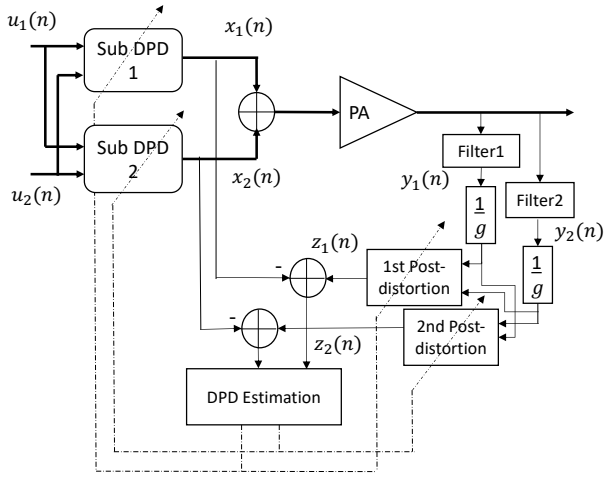 u₁(n)
x₁(n)
Sub DPD
1
PA
Sub DPD
2
u₂(n)
x₂(n)
Filter1
y₁(n)
Filter2
1
g
y₂(n)
z₁(n)
1
g
-
1st Post-
distortion
-
2nd Post-
distortion
z₂(n)
DPD Estimation